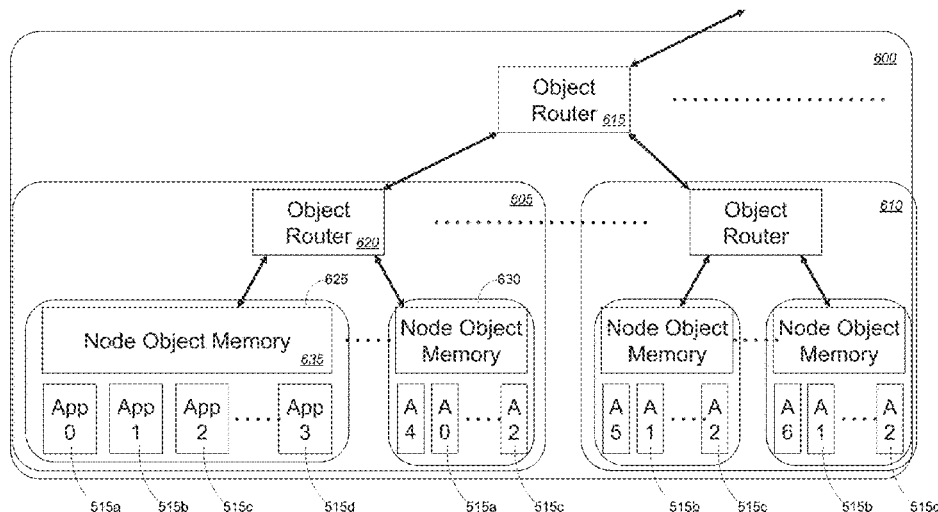 600
Object
Router
615
605
610
Object
Router
620
Object
Router
625
630
Node Object Memory
635
Node Object
Memory
Node Object
Memory
Node Object
Memory
App
0
App
1
App
2
App
3
A
4
A
0
A
2
A
5
A
1
A
2
A
6
A
1
A
2
515a
515b
515c
515d
515a
515c
515b
515c
515b
515c